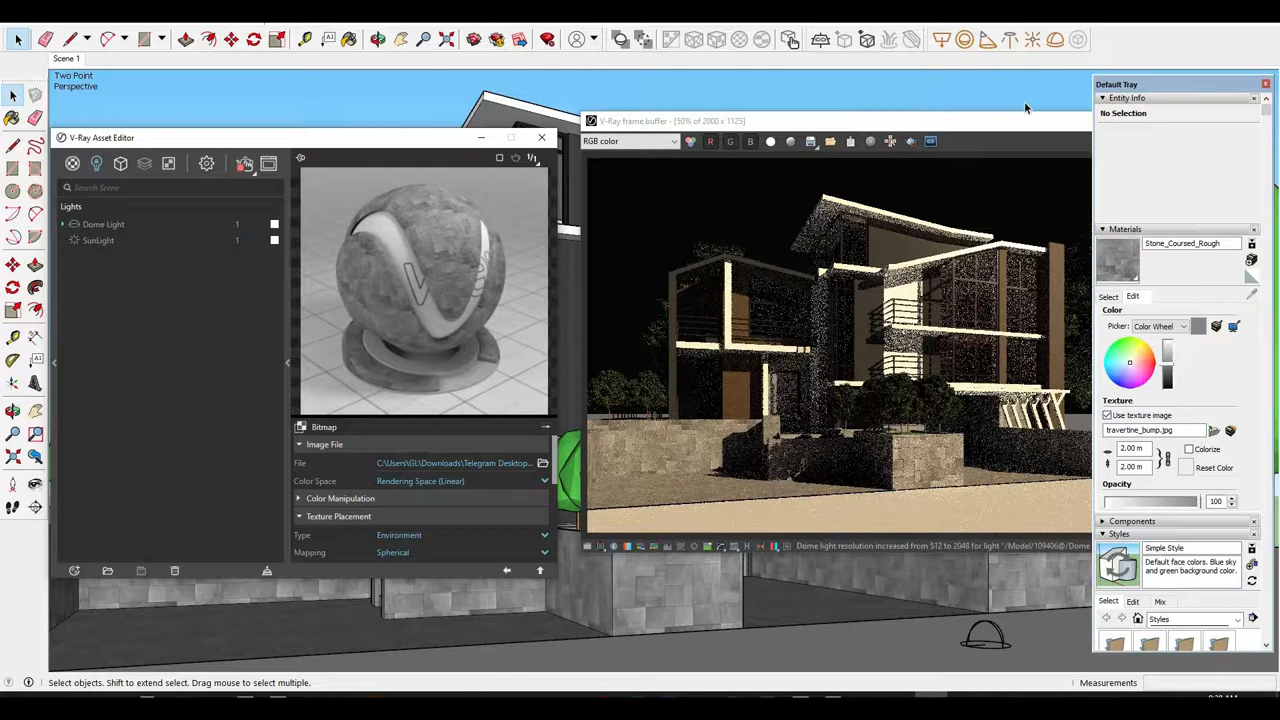 Scene 1
Two Point
Perspective
V-Ray Asset Editor
Search Scene
Lights
Dome Light 1
SunLight 1
1/1
Bitmap
Image File
File C:\Users\GL\Downloads\Telegram Desktop...
Color Space Rendering Space (Linear)
Color Manipulation
Texture Placement
Type Environment
Mapping Spherical
V-Ray frame buffer - [50% of 2000 x 1125]
RGB color
R G B
Dome light resolution increased from 512 to 2048 for light "/Model/109406@/Dome
Default Tray
Entity Info
No Selection
Materials
Stone_Coursed_Rough
Select Edit
Color
Picker: Color Wheel
Texture
Use texture image
travertine_bump.jpg
2.00 m Colorize
2.00 m Reset Color
Opacity
100
Components
Styles
Simple Style
Default face colors. Blue sky
and green background color.
Select Edit Mix
Styles
Select objects. Shift to extend select. Drag mouse to select multiple.
Measurements